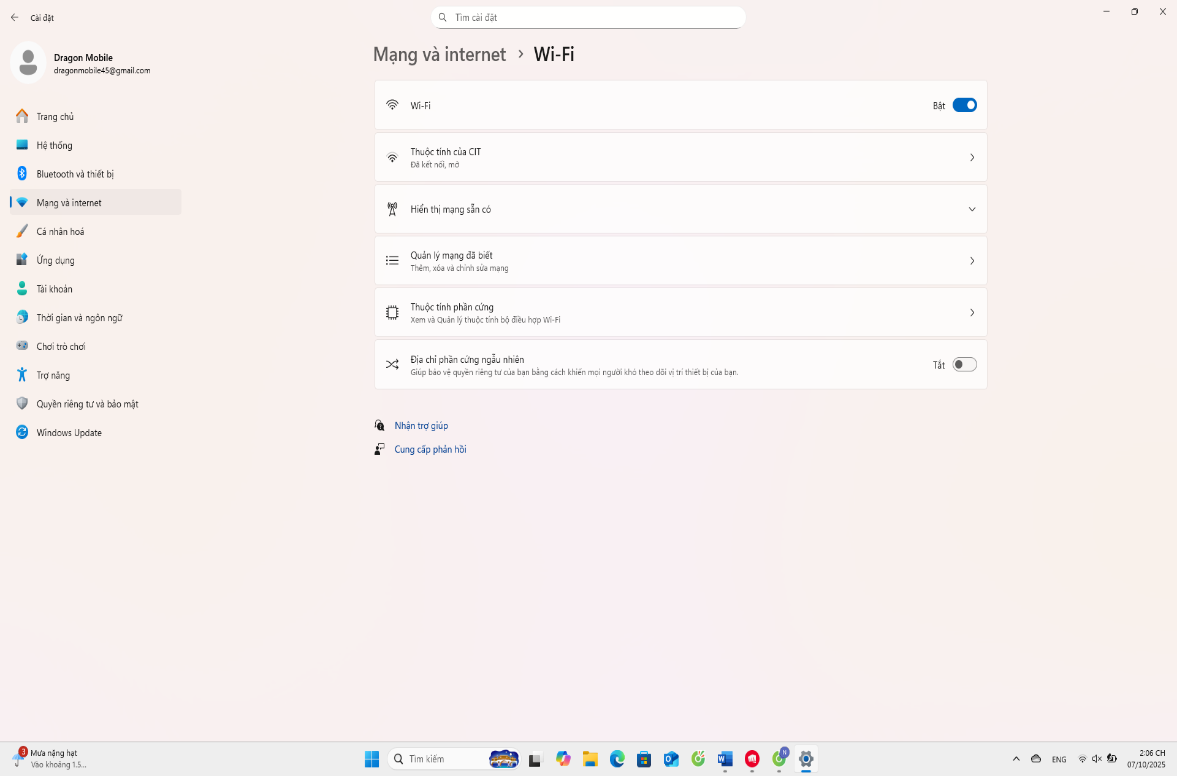 Cài đặt
Tìm cài đặt
Dragon Mobile
dragonmobile45@gmail.com
Trang chủ
Hệ thống
Bluetooth và thiết bị
Mạng và internet
Cá nhân hoá
Ứng dụng
Tài khoản
Thời gian và ngôn ngữ
Chơi trò chơi
Trợ năng
Quyền riêng tư và bảo mật
Windows Update
Mạng và internet › Wi-Fi
Wi-Fi
Bật
Thuộc tính của CIT
Đã kết nối, mở
Hiển thị mạng sẵn có
Quản lý mạng đã biết
Thêm, xóa và chỉnh sửa mạng
Thuộc tính phần cứng
Xem và Quản lý thuộc tính bộ điều hợp Wi-Fi
Địa chỉ phần cứng ngẫu nhiên
Giúp bảo vệ quyền riêng tư của bạn bằng cách khiến mọi người khó theo dõi vị trí thiết bị của bạn.
Tắt
Nhận trợ giúp
Cung cấp phản hồi
3
Mưa nặng hạt
Vào khoảng 1.5...
Tìm kiếm
N
ENG
2:06 CH
07/10/2025